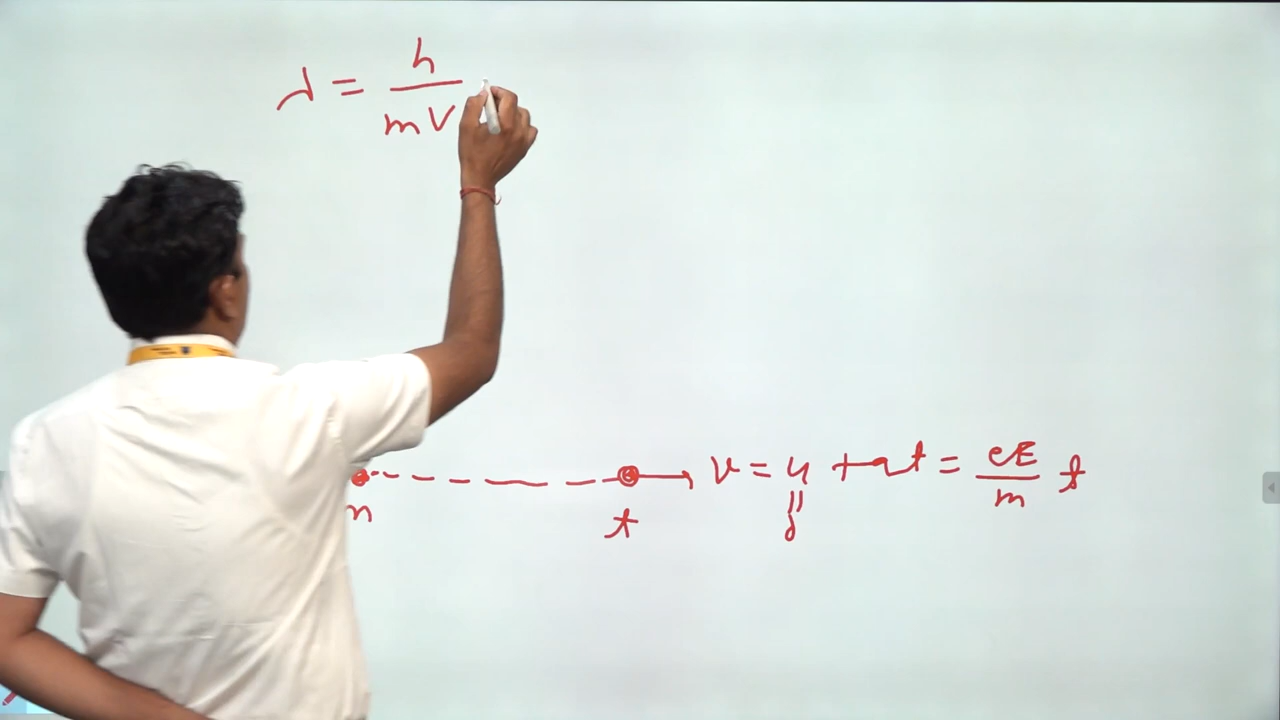 λ = h / mV
v = u + at = eE / m t
m
t
0